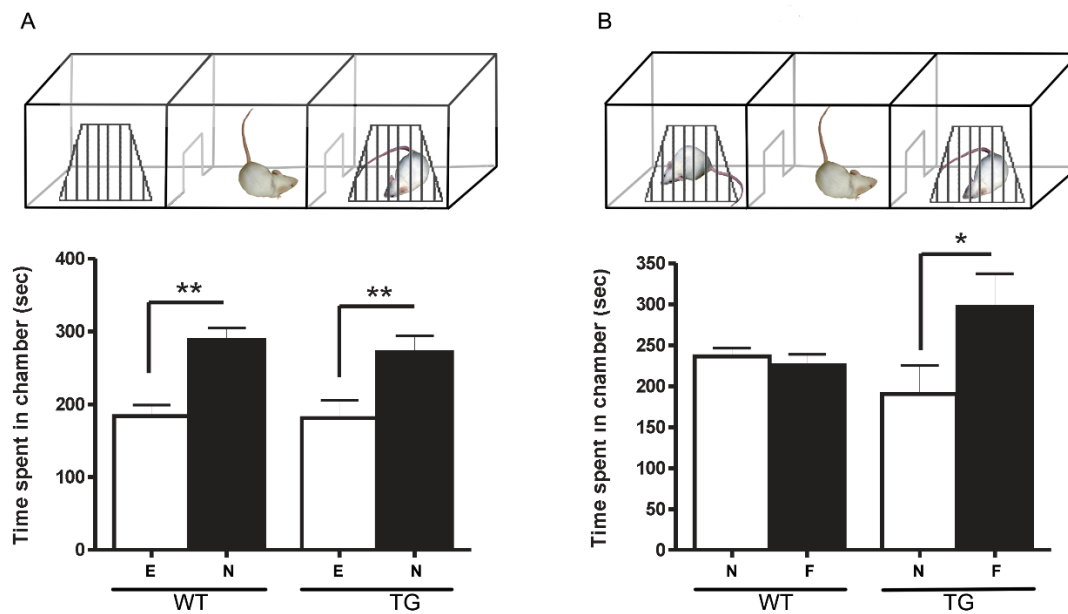 A
Time spent in chamber (sec)
400
300
200
100
0
**
**
E
N
E
N
WT
TG
B
Time spent in chamber (sec)
350
300
250
200
150
100
50
0
*
N
F
N
F
WT
TG